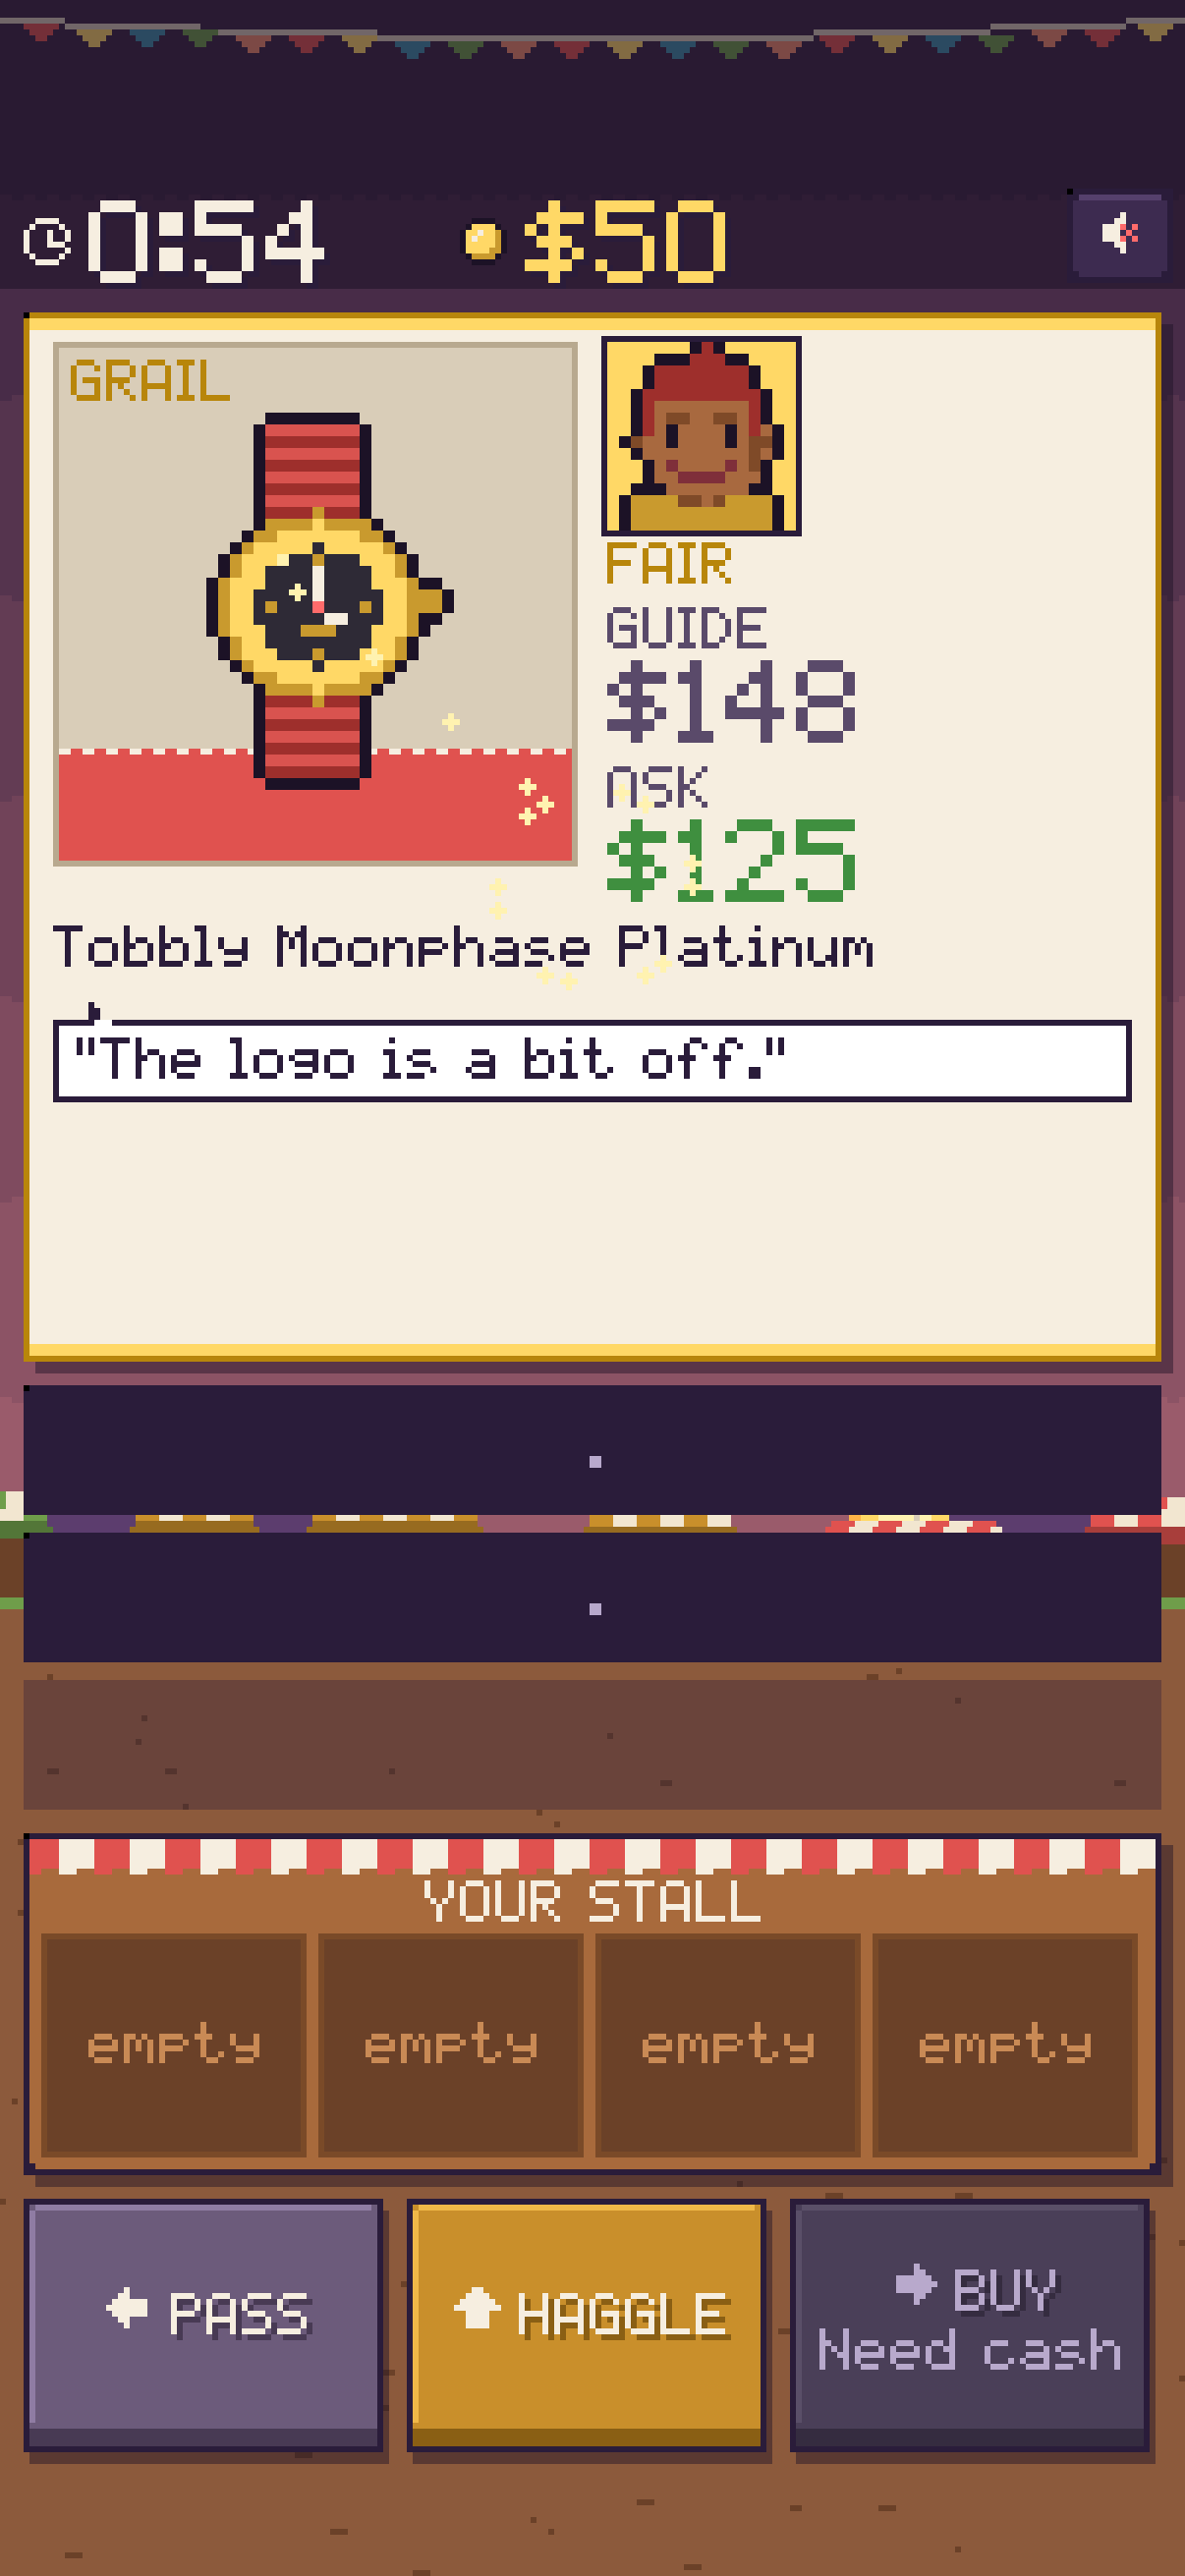 0:54 $50
GRAIL
FAIR
GUIDE
$148
ASK
$125
Tobbly Moonphase Platinum
"The logo is a bit off."
YOUR STALL
empty empty empty empty
PASS HAGGLE BUY
Need cash